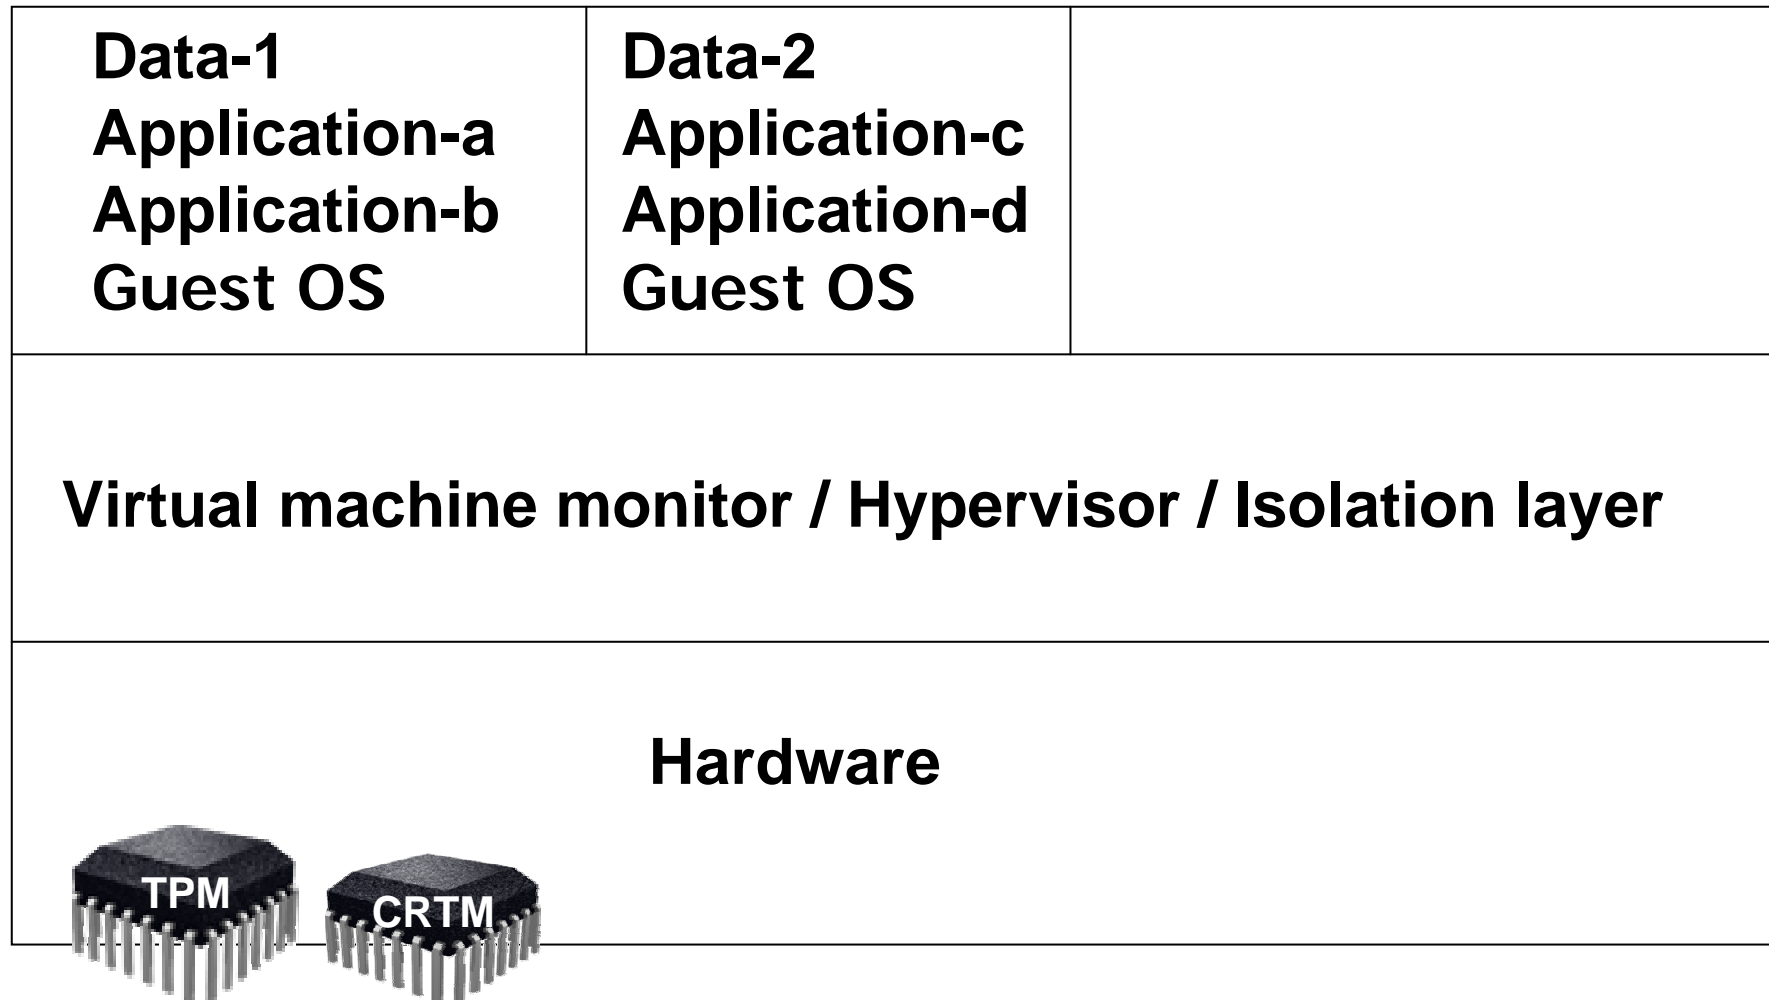 Data-1
Application-a
Application-b
Guest OS
Data-2
Application-c
Application-d
Guest OS
Virtual machine monitor / Hypervisor / Isolation layer
Hardware
TPM
CRTM